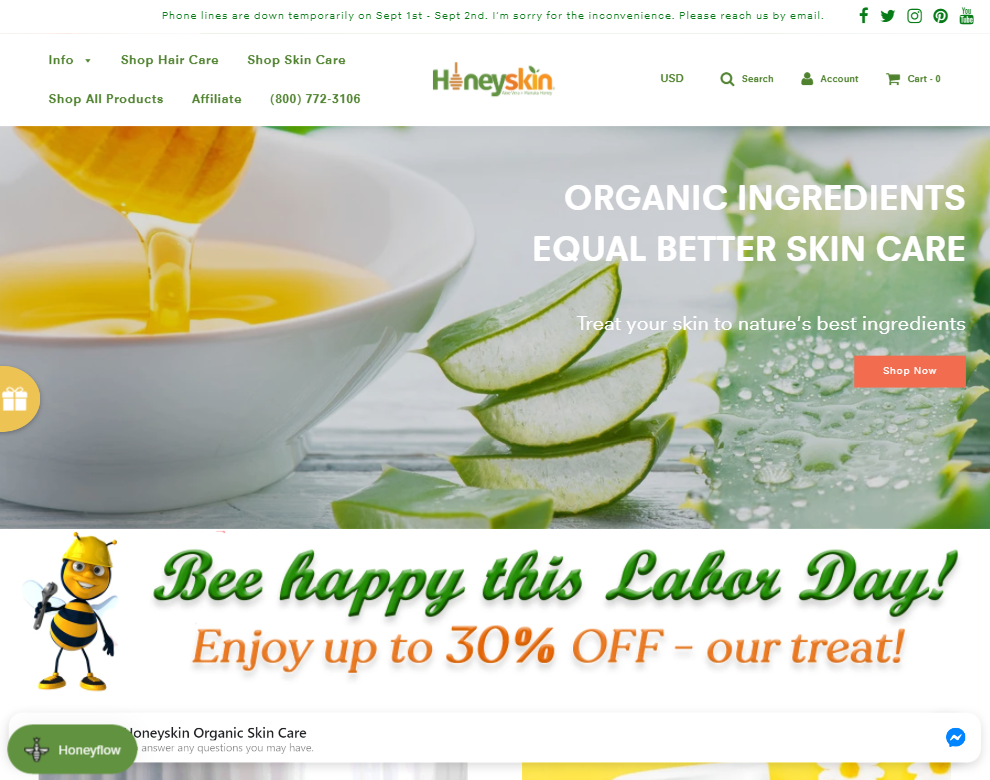 Phone lines are down temporarily on Sept 1st - Sept 2nd. I'm sorry for the inconvenience. Please reach us by email.
You
Tube
Info
Shop Hair Care
Shop Skin Care
Shop All Products
Affiliate
(800) 772-3106
Honeyskin
USD
Search
Account
Cart - 0
ORGANIC INGREDIENTS
EQUAL BETTER SKIN CARE
Treat your skin to nature's best ingredients
Shop Now
Bee happy this Labor Day!
Enjoy up to 30% OFF – our treat!
Honeyskin Organic Skin Care
answer any questions you may have.
Honeyflow